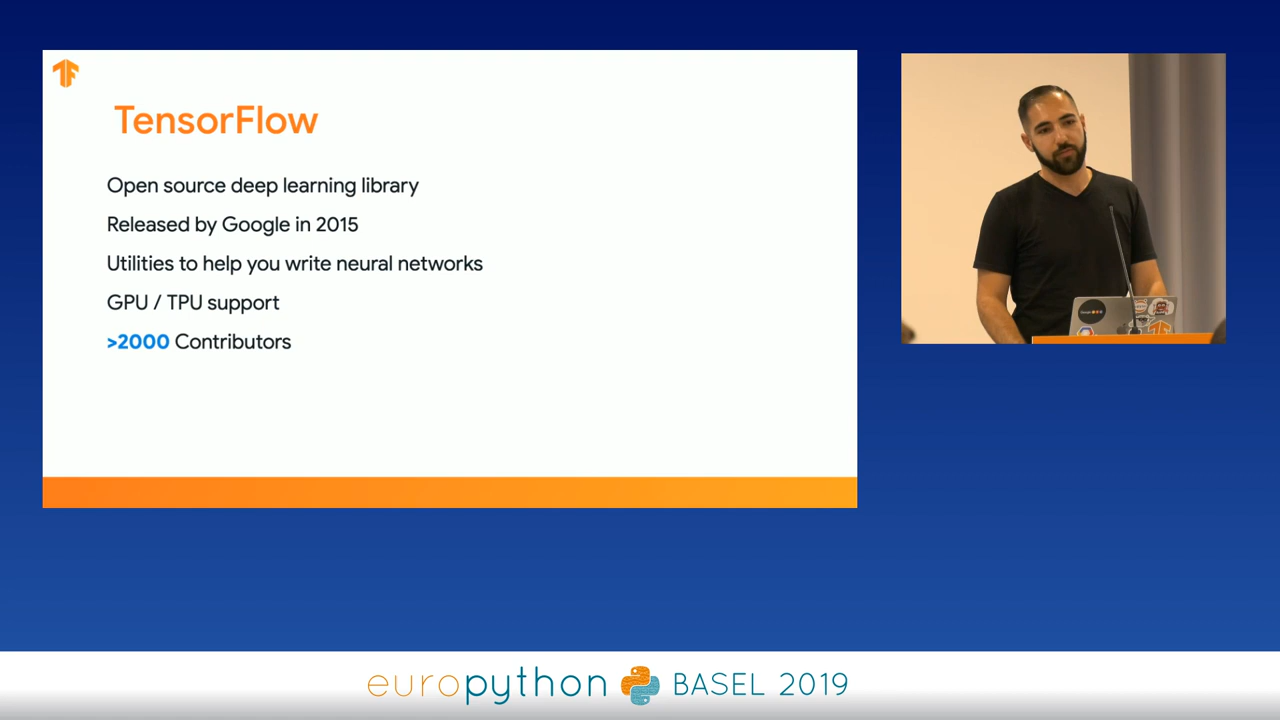 TensorFlow
Open source deep learning library
Released by Google in 2015
Utilities to help you write neural networks
GPU / TPU support
>2000 Contributors
europython BASEL 2019